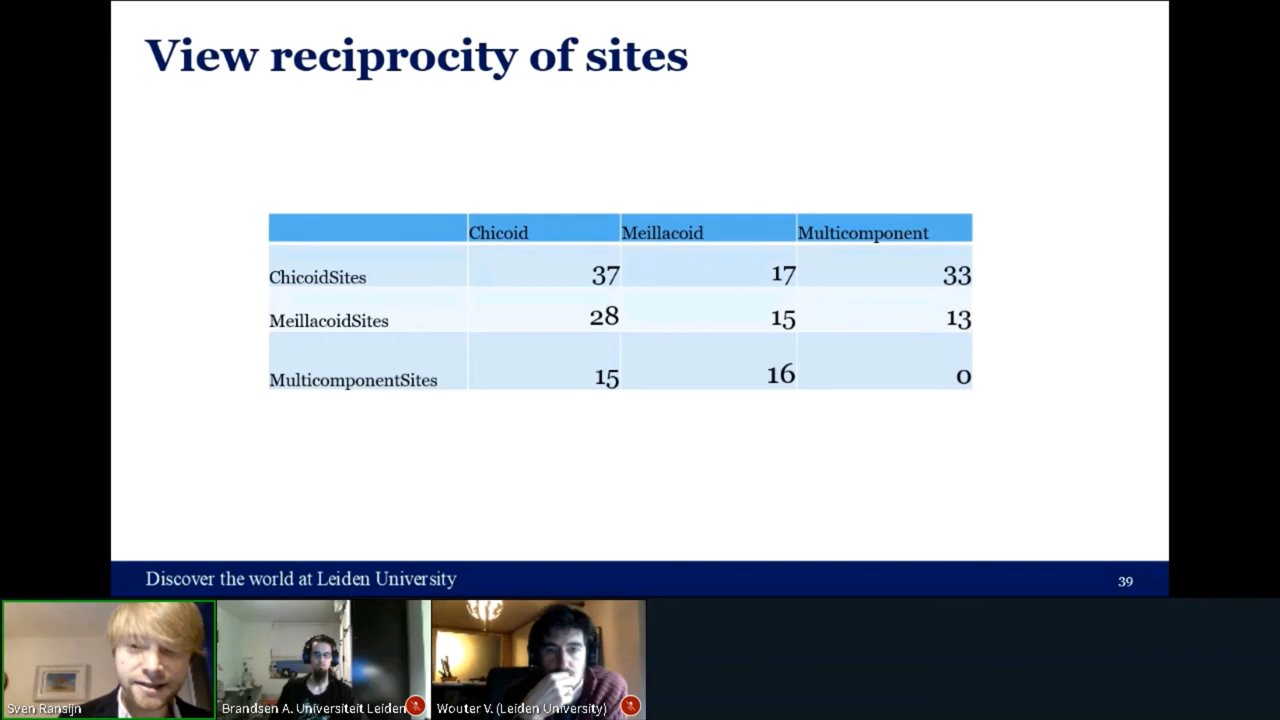 View reciprocity of sites
Chicoid Meillacoid Multicomponent
ChicoidSites 37 17 33
MeillacoidSites 28 15 13
MulticomponentSites 15 16 0
Discover the world at Leiden University 39
Sven Ransijn Brandsen A. Universiteit Leiden Wouter V. (Leiden University)